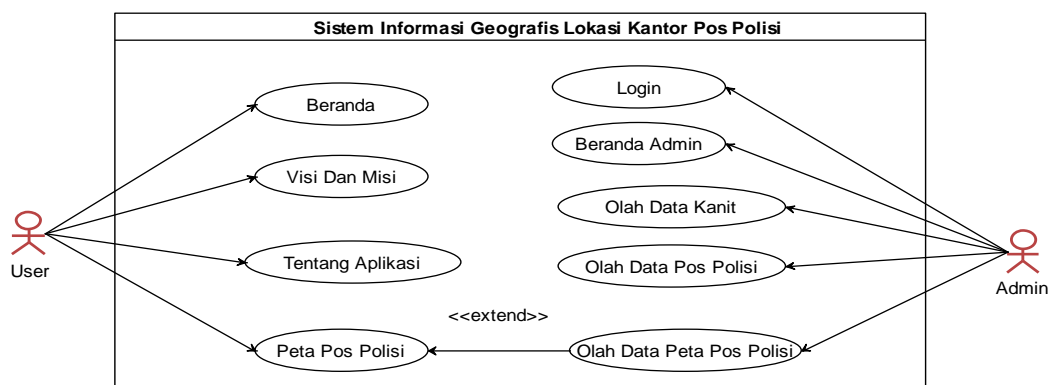 Sistem Informasi Geografis Lokasi Kantor Pos Polisi
Beranda
Visi Dan Misi
Tentang Aplikasi
Peta Pos Polisi
User
<<extend>>
Login
Beranda Admin
Olah Data Kanit
Olah Data Pos Polisi
Olah Data Peta Pos Polisi
Admin